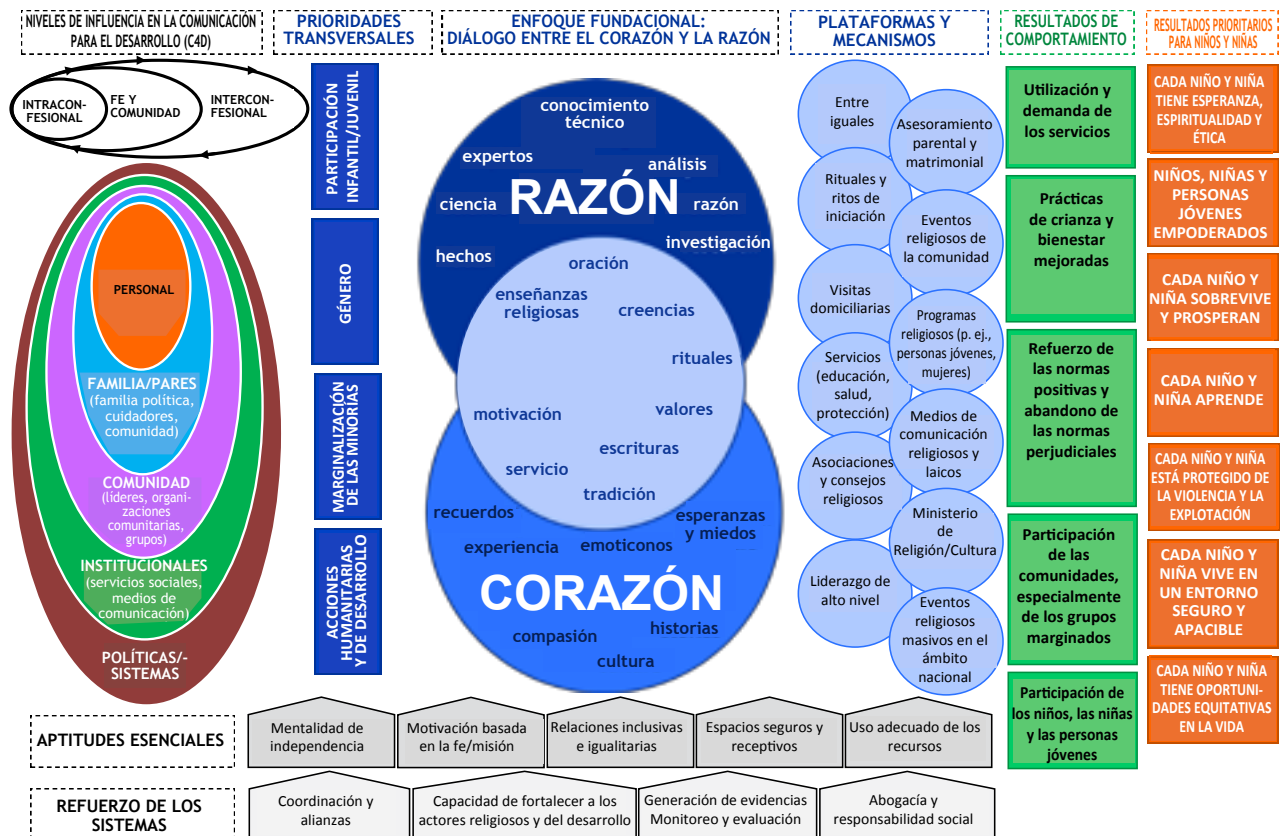 NIVELES DE INFLUENCIA EN LA COMUNICACIÓN
PARA EL DESARROLLO (C4D)
INTRACON-
FESIONAL
FE Y
COMUNIDAD
INTERCON-
FESIONAL
PERSONAL
FAMILIA/PARES
(familia política,
cuidadores,
comunidad)
COMUNIDAD
(líderes, organi-
zaciones
comunitarias,
grupos)
INSTITUCIONALES
(servicios sociales,
medios de
comunicación)
POLÍTICAS/-
SISTEMAS
PRIORIDADES
TRANSVERSALES
PARTICIPACIÓN
INFANTIL/JUVENIL
GÉNERO
MARGINALIZACIÓN
DE LAS MINORÍAS
ACCIONES
HUMANITARIAS
Y DE DESARROLLO
ENFOQUE FUNDACIONAL:
DIÁLOGO ENTRE EL CORAZÓN Y LA RAZÓN
conocimiento
técnico
expertos
análisis
ciencia
RAZÓN
razón
hechos
investigación
oración
enseñanzas
religiosas
creencias
rituales
motivación
valores
escrituras
servicio
tradición
recuerdos
esperanzas
y miedos
experiencia
emoticonos
CORAZÓN
compasión
historias
cultura
PLATAFORMAS Y
MECANISMOS
Entre
iguales
Asesoramiento
parental y
matrimonial
Rituales y
ritos de
iniciación
Eventos
religiosos de
la comunidad
Visitas
domiciliarias
Programas
religiosos (p. ej.,
personas jóvenes,
mujeres)
Servicios
(educación,
salud,
protección)
Medios de
comunicación
religiosos y
laicos
Asociaciones
y consejos
religiosos
Ministerio de
Religión/Cultura
Liderazgo de
alto nivel
Eventos
religiosos
masivos en el
ámbito
nacional
RESULTADOS DE
COMPORTAMIENTO
Utilización y
demanda de
los servicios
Prácticas
de crianza y
bienestar
mejoradas
Refuerzo de
las normas
positivas y
abandono de
las normas
perjudiciales
Participación
de las
comunidades,
especialmente
de los grupos
marginados
Participación de
los niños, las niñas
y las personas
jóvenes
RESULTADOS PRIORITARIOS
PARA NIÑOS Y NIÑAS
CADA NIÑO Y NIÑA
TIENE ESPERANZA,
ESPIRITUALIDAD Y
ÉTICA
NIÑOS, NIÑAS Y
PERSONAS
JÓVENES
EMPODERADOS
CADA NIÑO Y
NIÑA SOBREVIVE
Y PROSPERAN
CADA NIÑO Y
NIÑA APRENDE
CADA NIÑO Y NIÑA
ESTÁ PROTEGIDO DE
LA VIOLENCIA Y LA
EXPLOTACIÓN
CADA NIÑO Y
NIÑA VIVE EN
UN ENTORNO
SEGURO Y
APACIBLE
CADA NIÑO Y NIÑA
TIENE OPORTUNI-
DADES EQUITATIVAS
EN LA VIDA
APTITUDES ESENCIALES
Mentalidad de
independencia
Motivación basada
en la fe/misión
Relaciones inclusivas
e igualitarias
Espacios seguros y
receptivos
Uso adecuado de los
recursos
REFUERZO DE LOS
SISTEMAS
Coordinación y
alianzas
Capacidad de fortalecer a los
actores religiosos y del desarrollo
Generación de evidencias
Monitoreo y evaluación
Abogacía y
responsabilidad social